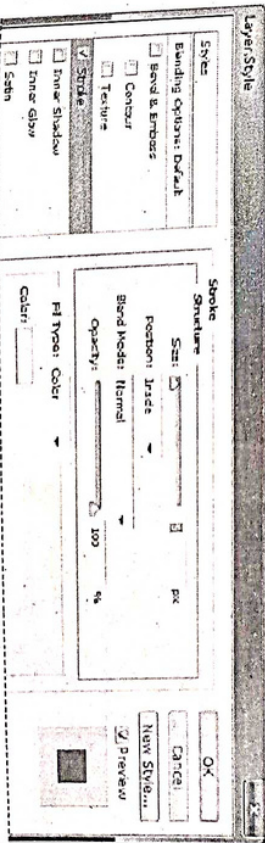 Layer Style
Styles
Blending Options: Default
Bevel & Emboss
Contour
Texture
Stroke
Inner Shadow
Inner Glow
Satin
Stroke
Structure
Size:
px
Position: Inside
Blend Mode: Normal
Opacity:
100
%
Fill Type: Color
Color:
OK
Cancel
New Style...
Preview